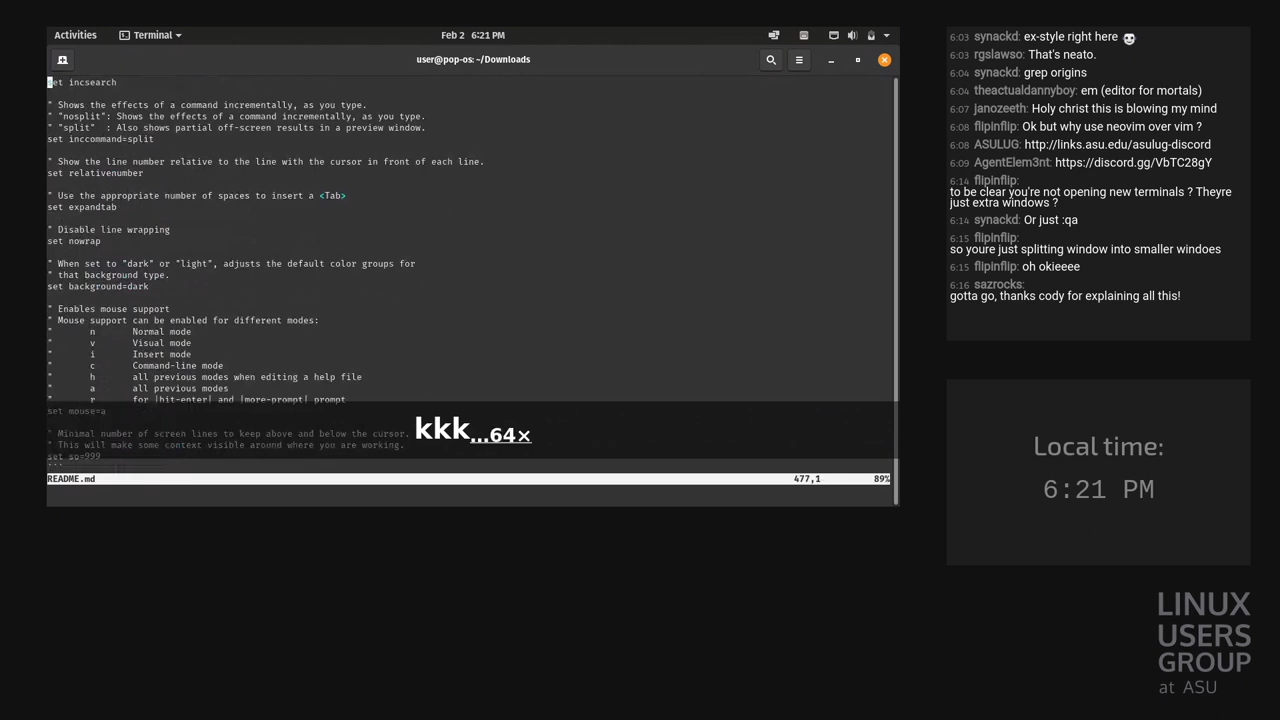 Activities
Terminal
Feb 2 6:21 PM
user@pop-os: ~/Downloads
set incsearch
" Shows the effects of a command incrementally, as you type.
" "nosplit": Shows the effects of a command incrementally, as you type.
" "split"  : Also shows partial off-screen results in a preview window.
set inccommand=split
" Show the line number relative to the line with the cursor in front of each line.
set relativenumber
" Use the appropriate number of spaces to insert a <Tab>
set expandtab
" Disable line wrapping
set nowrap
" When set to "dark" or "light", adjusts the default color groups for
" that background type.
set background=dark
" Enables mouse support
" Mouse support can be enabled for different modes:
" n Normal mode
" v Visual mode
" i Insert mode
" c Command-line mode
" h all previous modes when editing a help file
" a all previous modes
" r for |hit-enter| and |more-prompt| prompt
set mouse=a
" Minimal number of screen lines to keep above and below the cursor.
" This will make some context visible around where you are working.
set so=999
```
kkk...64×
README.md 477,1 89%
6:03 synackd: ex-style right here
6:03 rgslawso: That's neato.
6:04 synackd: grep origins
6:04 theactualdannyboy: em (editor for mortals)
6:07 janozeeth: Holy christ this is blowing my mind
6:08 flipinflip: Ok but why use neovim over vim ?
6:08 ASULUG: http://links.asu.edu/asulug-discord
6:09 AgentElem3nt: https://discord.gg/VbTC28gY
6:14 flipinflip:
to be clear you're not opening new terminals ? Theyre
just extra windows ?
6:14 synackd: Or just :qa
6:15 flipinflip:
so youre just splitting window into smaller windoes
6:15 flipinflip: oh okieeee
6:16 sazrocks:
gotta go, thanks cody for explaining all this!
Local time:
6:21 PM
LINUX
USERS
GROUP
at ASU